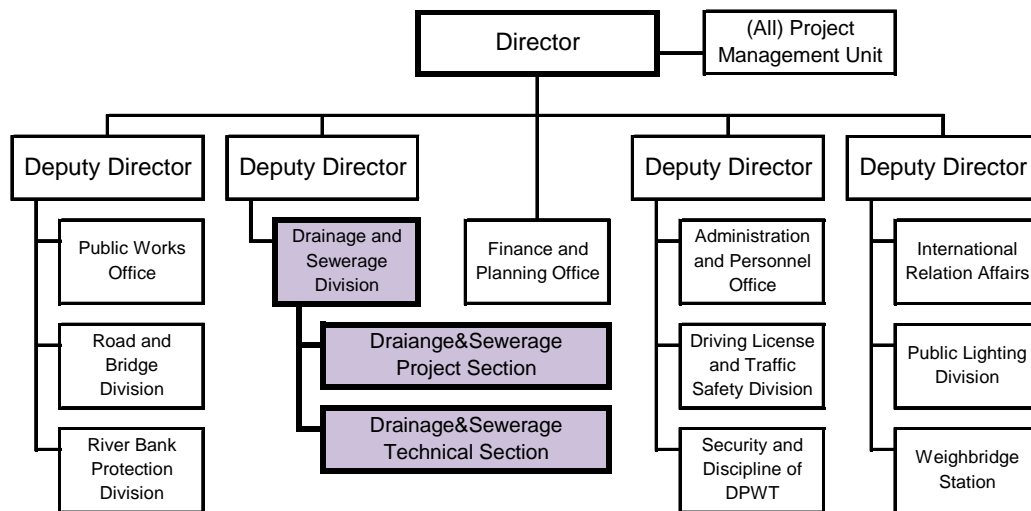 Director
(All) Project
Management Unit
Deputy Director
Deputy Director
Deputy Director
Deputy Director
Public Works
Office
Drainage and
Sewerage
Division
Finance and
Planning Office
Administration
and Personnel
Office
International
Relation Affairs
Road and
Bridge
Division
Draiange&Sewerage
Project Section
Driving License
and Traffic
Safety Division
Public Lighting
Division
River Bank
Protection
Division
Drainage&Sewerage
Technical Section
Security and
Discipline of
DPWT
Weighbridge
Station